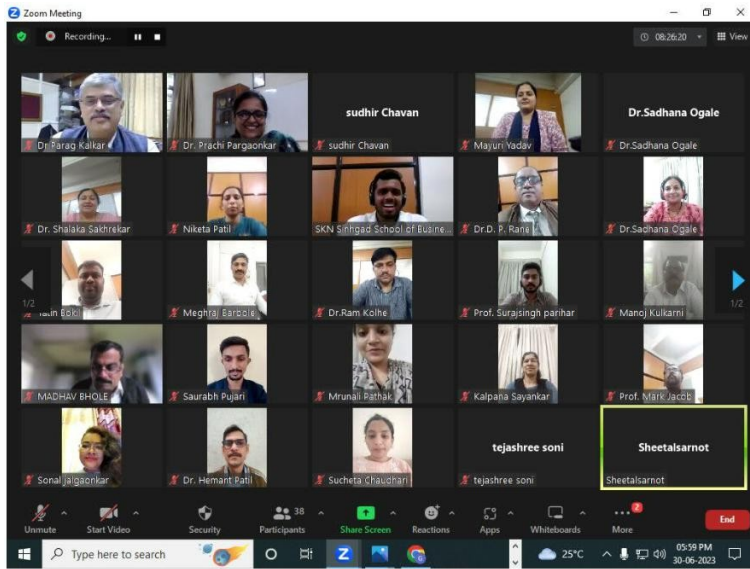 Zoom Meeting
Recording...
08:26:20
View
Dr Parag Kalkar
Dr. Prachi Pargaonkar
sudhir Chavan
sudhir Chavan
Mayuri Yadav
Dr.Sadhana Ogale
Dr.Sadhana Ogale
Dr. Shalaka Sakhrekar
Niketa Patil
SKN Sinhgad School of Busine...
Dr.D. P. Rane
Dr.Sadhana Ogale
1/2
Bokil
Meghraj Barbole
Dr.Ram Kolhe
Prof. Surajsingh parihar
Manoj Kulkarni
1/2
MADHAV BHOLE
Saurabh Pujari
Mrunali Pathak
Kalpana Sayankar
Prof. Mark Jacob
Sonal jalgaonkar
Dr. Hemant Patil
Sucheta Chaudhari
tejashree soni
tejashree soni
Sheetalsarnot
Sheetalsarnot
Unmute
Start Video
Security
Participants
38
Share Screen
Reactions
Apps
Whiteboards
More
2
End
Type here to search
25°C
05:59 PM
30-06-2023